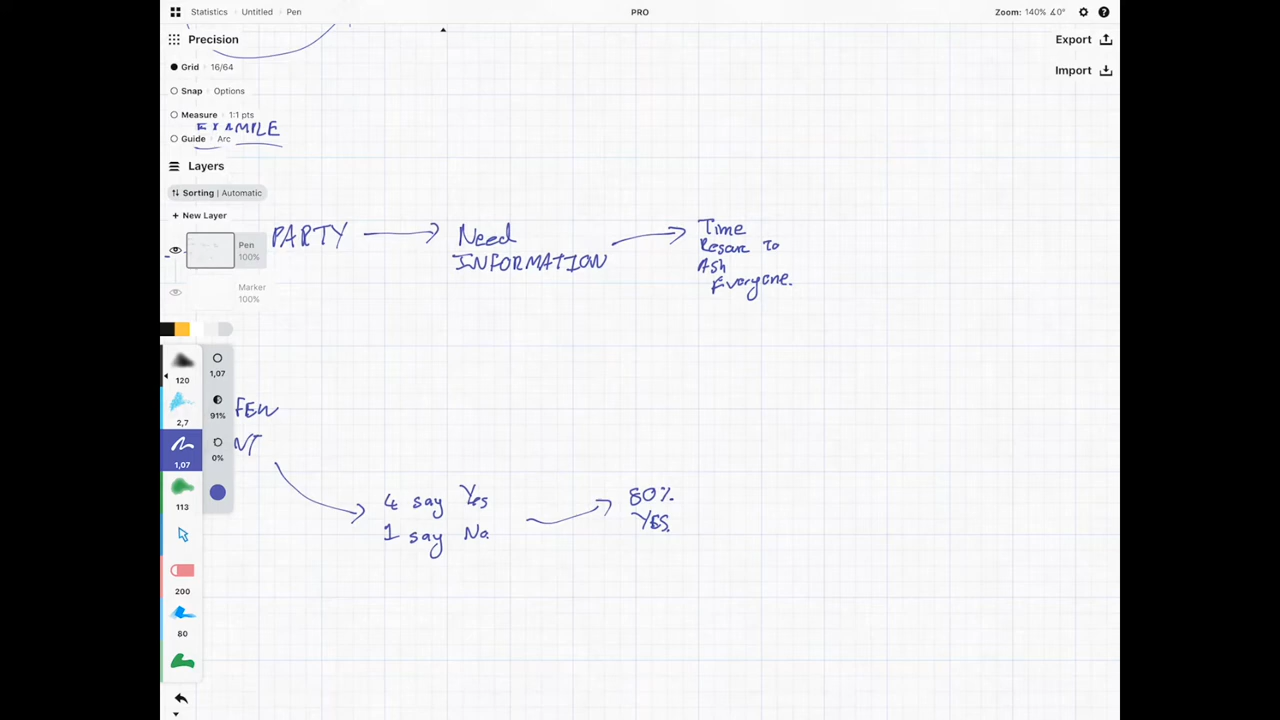 Statistics › Untitled › Pen
PRO
Zoom: 140% ∡0°
Precision
Export
Grid · 16/64
Import
Snap · Options
Measure · 1:1 pts
EXAMPLE
Guide · Arc
Layers
Sorting | Automatic
+ New Layer
Pen
100%
Marker
100%
PARTY
Need
INFORMATION
Time
to
Ask
Everyone.
120
1,07
2,7
91%
1,07
0%
113
200
80
FEW
NT
4 say Yes
1 say No.
80%
YES.